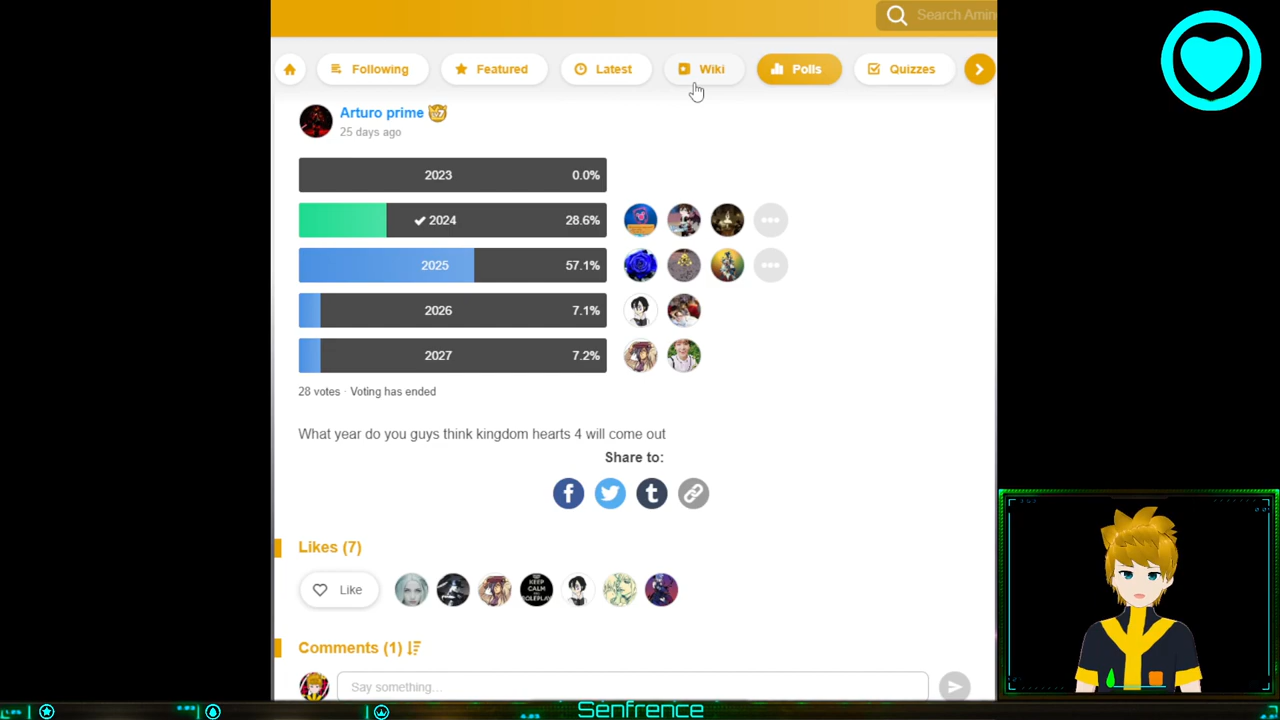 Search Amin
Following
Featured
Latest
Wiki
Polls
Quizzes
Arturo prime
25 days ago
2023 0.0%
2024 28.6%
2025 57.1%
2026 7.1%
2027 7.2%
28 votes · Voting has ended
What year do you guys think kingdom hearts 4 will come out
Share to:
Likes (7)
Like
KEEP
CALM
ROLEPLAY
Comments (1)
Say something...
Senfrence